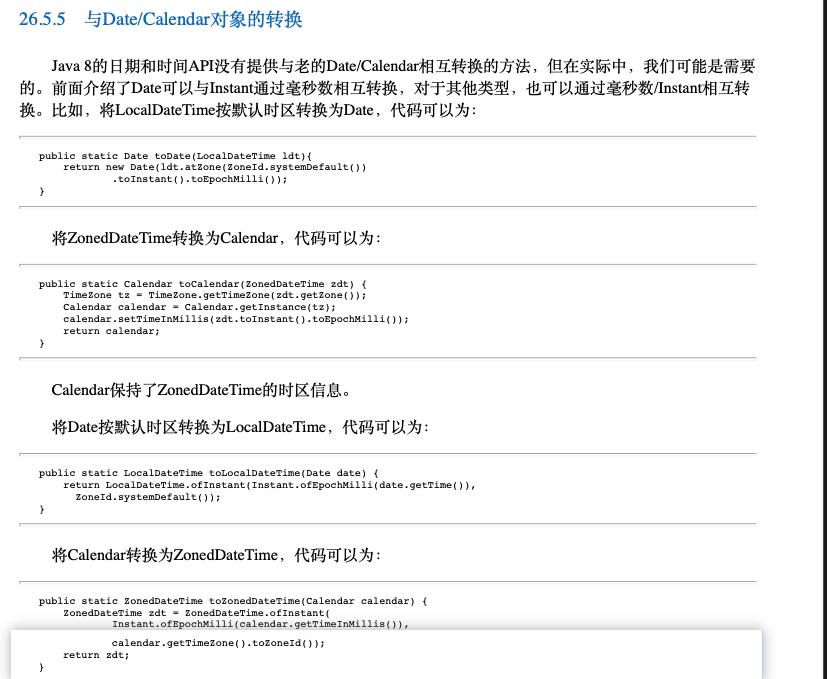 26.5.5 与Date/Calendar对象的转换
Java 8的日期和时间API没有提供与老的Date/Calendar相互转换的方法，但在实际中，我们可能是需要
的。前面介绍了Date可以与Instant通过毫秒数相互转换，对于其他类型，也可以通过毫秒数/Instant相互转
换。比如，将LocalDateTime按默认时区转换为Date，代码可以为：
public static Date toDate(LocalDateTime ldt){
    return new Date(ldt.atZone(ZoneId.systemDefault())
            .toInstant().toEpochMilli());
}
将ZonedDateTime转换为Calendar，代码可以为：
public static Calendar toCalendar(ZonedDateTime zdt) {
    TimeZone tz = TimeZone.getTimeZone(zdt.getZone());
    Calendar calendar = Calendar.getInstance(tz);
    calendar.setTimeInMillis(zdt.toInstant().toEpochMilli());
    return calendar;
}
Calendar保持了ZonedDateTime的时区信息。
将Date按默认时区转换为LocalDateTime，代码可以为：
public static LocalDateTime toLocalDateTime(Date date) {
    return LocalDateTime.ofInstant(Instant.ofEpochMilli(date.getTime()),
      ZoneId.systemDefault());
}
将Calendar转换为ZonedDateTime，代码可以为：
public static ZonedDateTime toZonedDateTime(Calendar calendar) {
    ZonedDateTime zdt = ZonedDateTime.ofInstant(
            Instant.ofEpochMilli(calendar.getTimeInMillis()),
            calendar.getTimeZone().toZoneId());
    return zdt;
}